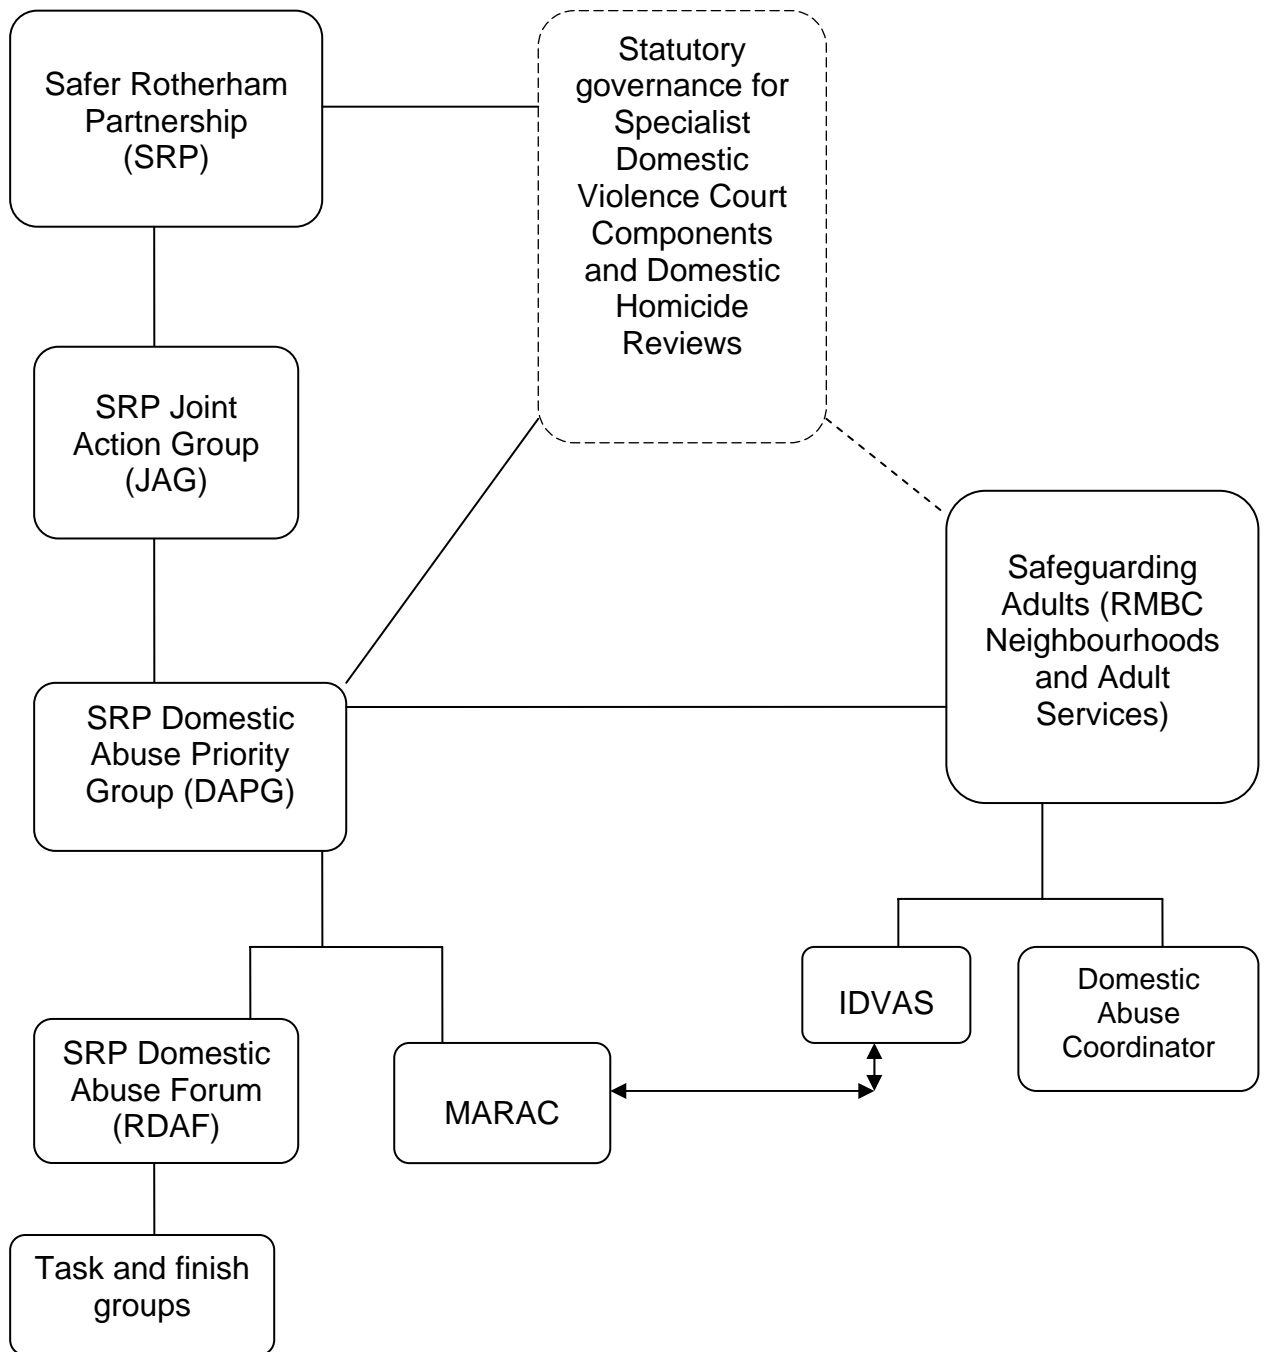 Safer Rotherham
Partnership
(SRP)
Statutory
governance for
Specialist
Domestic
Violence Court
Components
and Domestic
Homicide
Reviews
SRP Joint
Action Group
(JAG)
Safeguarding
Adults (RMBC
Neighbourhoods
and Adult
Services)
SRP Domestic
Abuse Priority
Group (DAPG)
IDVAS
Domestic
Abuse
Coordinator
SRP Domestic
Abuse Forum
(RDAF)
MARAC
Task and finish
groups